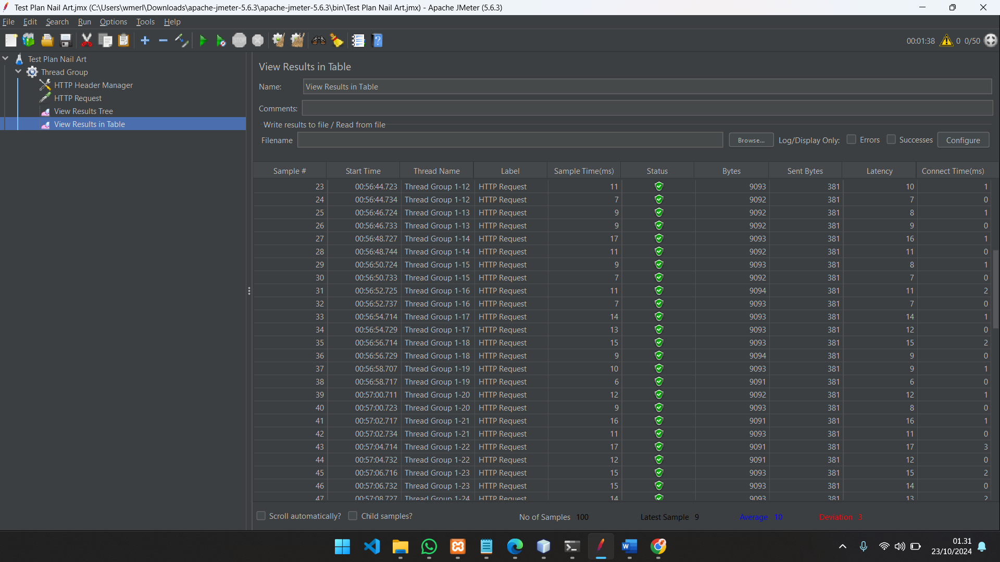 Test Plan Nail Art.jmx (C:\Users\wmerl\Downloads\apache-jmeter-5.6.3\apache-jmeter-5.6.3\bin\Test Plan Nail Art.jmx) - Apache JMeter (5.6.3)
File Edit Search Run Options Tools Help
STOP 00:01:38 0 0/50
Test Plan Nail Art
Thread Group
HTTP Header Manager
HTTP Request
View Results Tree
View Results in Table
View Results in Table
Name: View Results in Table
Comments:
Write results to file / Read from file
Filename Browse... Log/Display Only: Errors Successes Configure
Sample # Start Time Thread Name Label Sample Time(ms) Status Bytes Sent Bytes Latency Connect Time(ms)
23 00:56:44.723 Thread Group 1-12 HTTP Request 11 9093 381 10 1
24 00:56:44.734 Thread Group 1-12 HTTP Request 7 9092 381 7 0
25 00:56:46.724 Thread Group 1-13 HTTP Request 9 9092 381 8 1
26 00:56:46.733 Thread Group 1-13 HTTP Request 9 9092 381 9 0
27 00:56:48.727 Thread Group 1-14 HTTP Request 17 9093 381 16 1
28 00:56:48.744 Thread Group 1-14 HTTP Request 11 9092 381 11 0
29 00:56:50.724 Thread Group 1-15 HTTP Request 9 9093 381 8 1
30 00:56:50.733 Thread Group 1-15 HTTP Request 7 9092 381 7 0
31 00:56:52.725 Thread Group 1-16 HTTP Request 11 9094 381 11 2
32 00:56:52.737 Thread Group 1-16 HTTP Request 7 9093 381 7 0
33 00:56:54.714 Thread Group 1-17 HTTP Request 14 9093 381 14 1
34 00:56:54.729 Thread Group 1-17 HTTP Request 13 9093 381 12 0
35 00:56:56.714 Thread Group 1-18 HTTP Request 15 9093 381 15 2
36 00:56:56.729 Thread Group 1-18 HTTP Request 9 9094 381 9 0
37 00:56:58.707 Thread Group 1-19 HTTP Request 10 9093 381 9 1
38 00:56:58.717 Thread Group 1-19 HTTP Request 6 9091 381 6 0
39 00:57:00.711 Thread Group 1-20 HTTP Request 12 9092 381 12 1
40 00:57:00.723 Thread Group 1-20 HTTP Request 9 9093 381 8 0
41 00:57:02.717 Thread Group 1-21 HTTP Request 16 9091 381 16 1
42 00:57:02.734 Thread Group 1-21 HTTP Request 11 9093 381 11 0
43 00:57:04.714 Thread Group 1-22 HTTP Request 17 9091 381 17 3
44 00:57:04.732 Thread Group 1-22 HTTP Request 12 9091 381 12 0
45 00:57:06.716 Thread Group 1-23 HTTP Request 15 9093 381 15 2
46 00:57:06.732 Thread Group 1-23 HTTP Request 15 9093 381 14 0
47 00:57:08.727 Thread Group 1-24 HTTP Request 14 9093 381 13 2
Scroll automatically? Child samples? No of Samples 100 Latest Sample 9 Average 10 Deviation 3
01.31
23/10/2024